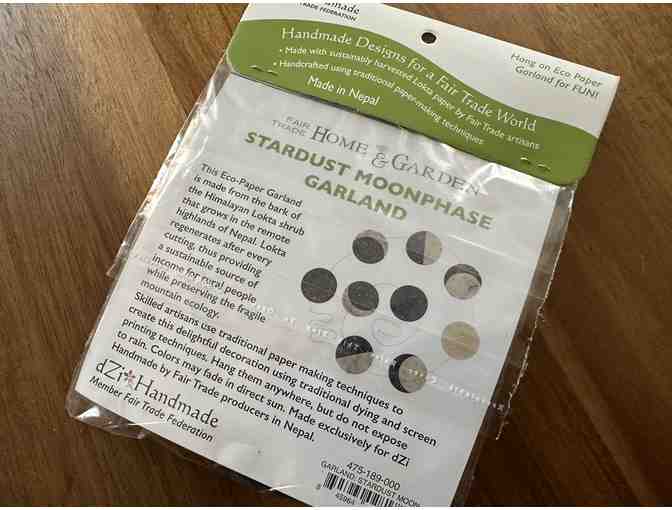 ndmade
TRADE FEDERATION
Handmade Designs for a Fair Trade World
• Made with sustainably harvested Lokta paper by Fair Trade artisans
• Handcrafted using traditional papermaking techniques
Made in Nepal
Hang on Eco Paper
Garland for FUN!
FAIR TRADE HOME & GARDEN
STARDUST MOONPHASE
GARLAND
This Eco-Paper Garland
is made from the bark of
the Himalayan Lokta shrub
that grows in the remote
highlands of Nepal. Lokta
regenerates after every
cutting, thus providing
a sustainable source of
income for rural people
while preserving the fragile
mountain ecology.
Skilled artisans use traditional paper making techniques to
create this delightful decoration using traditional dying and screen
printing techniques. Hang them anywhere, but do not expose
to rain. Colors may fade in direct sun. Made exclusively for dZi
Handmade by Fair Trade producers in Nepal.
dZi Handmade
Member Fair Trade Federation
475-189-000
GARLAND: STARDUST MOON